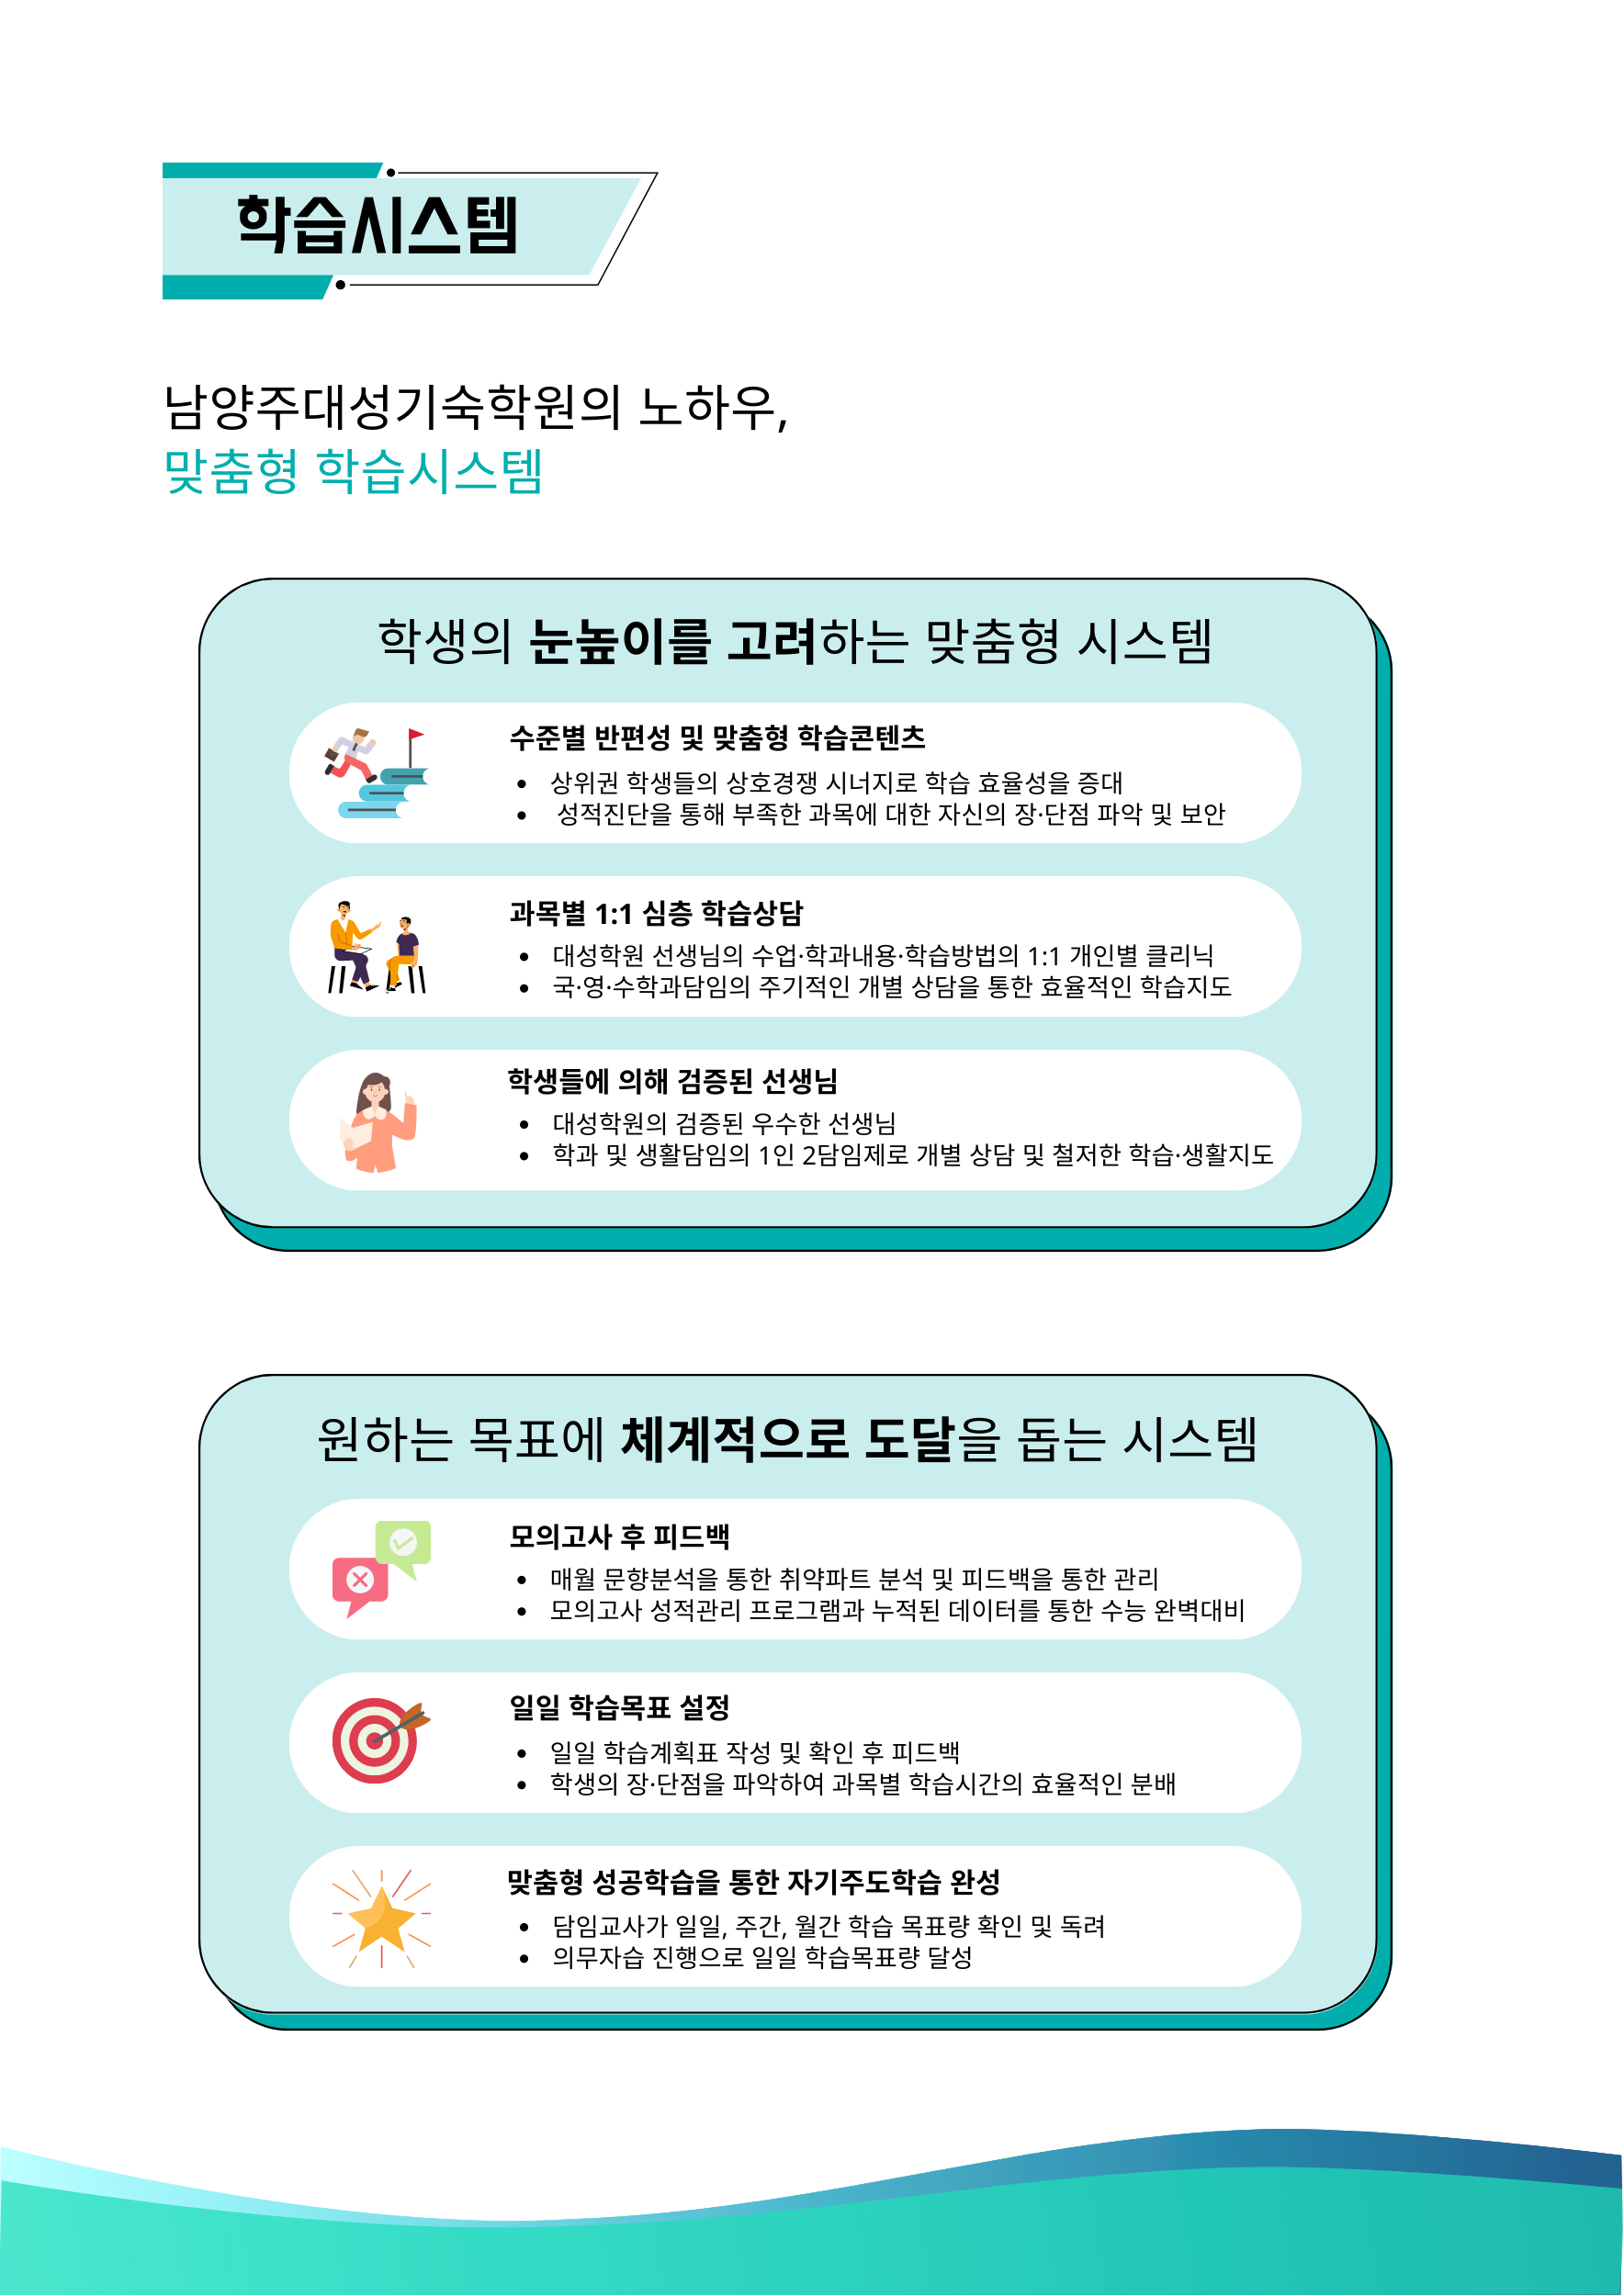 학습시스템
남양주대성기숙학원의 노하우,
맞춤형 학습시스템
학생의 눈높이를 고려하는 맞춤형 시스템
수준별 반편성 및 맞춤형 학습콘텐츠
• 상위권 학생들의 상호경쟁 시너지로 학습 효율성을 증대
• 성적진단을 통해 부족한 과목에 대한 자신의 장·단점 파악 및 보안
과목별 1:1 심층 학습상담
• 대성학원 선생님의 수업·학과내용·학습방법의 1:1 개인별 클리닉
• 국·영·수학과담임의 주기적인 개별 상담을 통한 효율적인 학습지도
학생들에 의해 검증된 선생님
• 대성학원의 검증된 우수한 선생님
• 학과 및 생활담임의 1인 2담임제로 개별 상담 및 철저한 학습·생활지도
원하는 목표에 체계적으로 도달을 돕는 시스템
모의고사 후 피드백
• 매월 문향분석을 통한 취약파트 분석 및 피드백을 통한 관리
• 모의고사 성적관리 프로그램과 누적된 데이터를 통한 수능 완벽대비
일일 학습목표 설정
• 일일 학습계획표 작성 및 확인 후 피드백
• 학생의 장·단점을 파악하여 과목별 학습시간의 효율적인 분배
맞춤형 성공학습을 통한 자기주도학습 완성
• 담임교사가 일일, 주간, 월간 학습 목표량 확인 및 독려
• 의무자습 진행으로 일일 학습목표량 달성